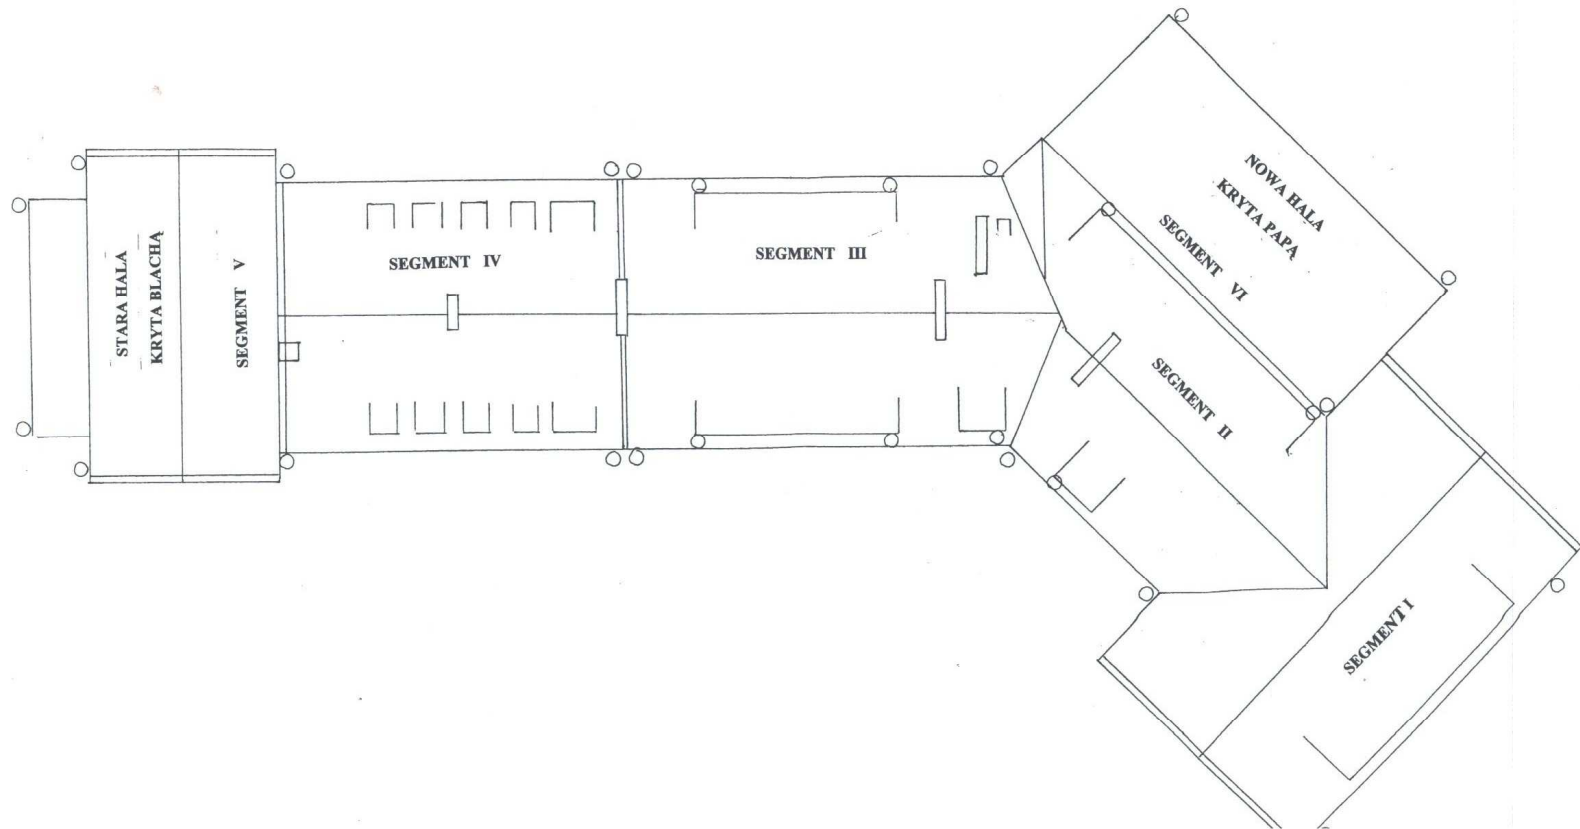 STARA HALA
KRYTA BLACHĄ
SEGMENT V
SEGMENT IV
SEGMENT III
NOWA HALA
KRYTA PAPĄ
SEGMENT VI
SEGMENT II
SEGMENT I